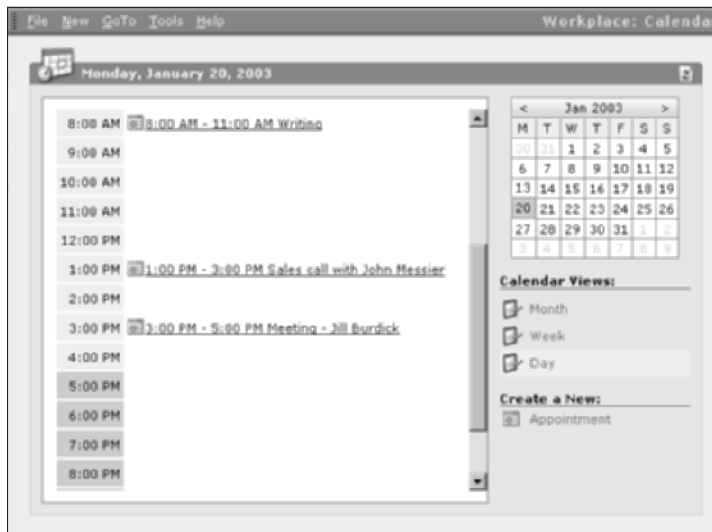 File New GoTo Tools Help Workplace: Calenda
Monday, January 20, 2003
8:00 AM 8:00 AM - 11:00 AM Writing
9:00 AM
10:00 AM
11:00 AM
12:00 PM
1:00 PM 1:00 PM - 3:00 PM Sales call with John Messier
2:00 PM
3:00 PM 3:00 PM - 5:00 PM Meeting - Jill Burdick
4:00 PM
5:00 PM
6:00 PM
7:00 PM
8:00 PM
< Jan 2003 >
M T W T F S S
30 31 1 2 3 4 5
6 7 8 9 10 11 12
13 14 15 16 17 18 19
20 21 22 23 24 25 26
27 28 29 30 31 1 2
3 4 5 6 7 8 9
Calendar Views:
Month
Week
Day
Create a New:
Appointment